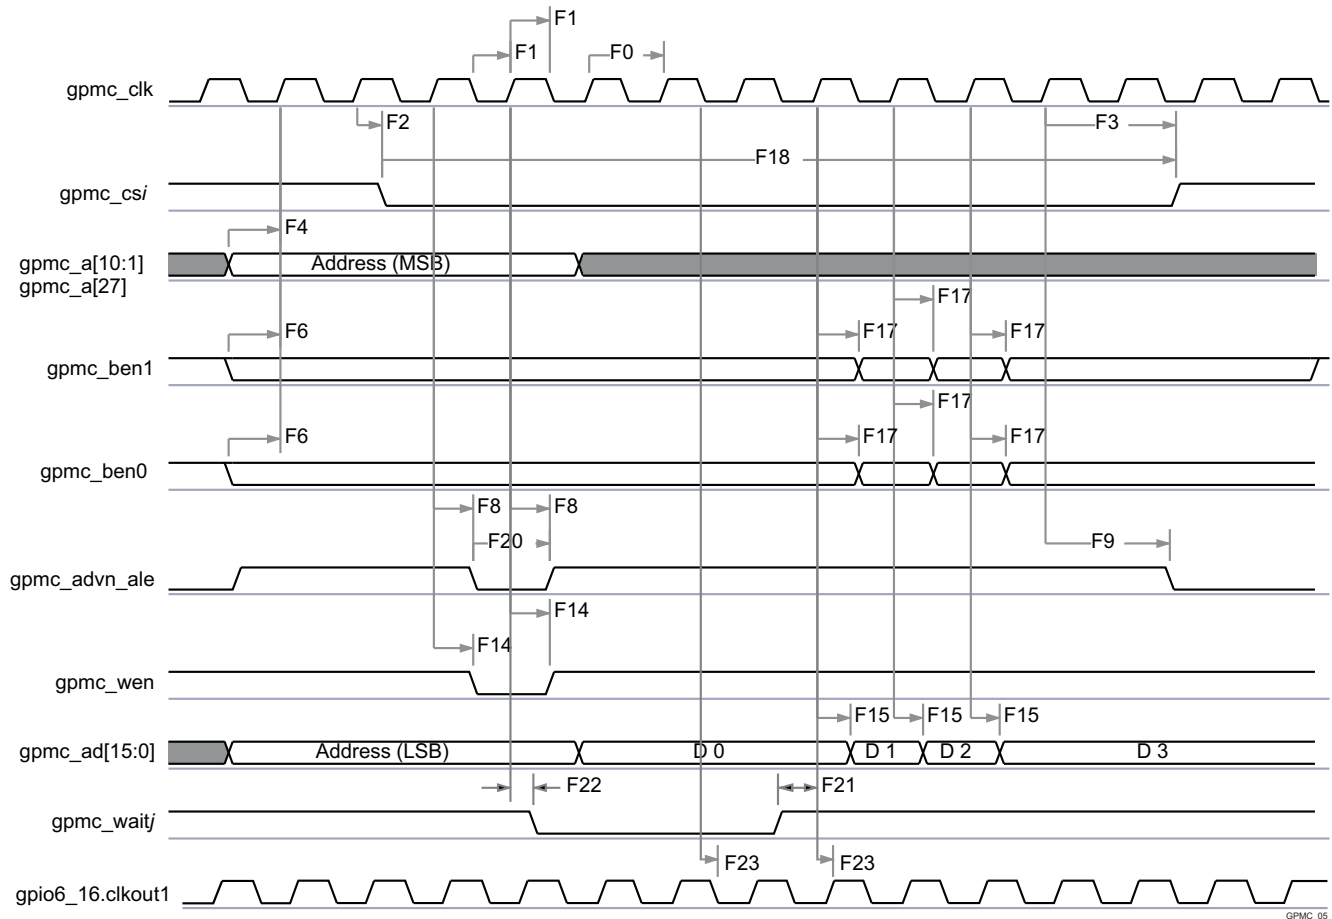 F1
F1
F0
gpmc_clk
F2
F3
F18
gpmc_csi
F4
gpmc_a[10:1]
gpmc_a[27]
Address (MSB)
F17
F6
F17
F17
gpmc_ben1
F17
F6
F17
F17
gpmc_ben0
F8
F8
F20
F9
gpmc_advn_ale
F14
F14
gpmc_wen
F15
F15
F15
gpmc_ad[15:0]
Address (LSB)
D 0
D 1
D 2
D 3
F22
F21
gpmc_waitj
F23
F23
gpio6_16.clkout1
GPMC_05